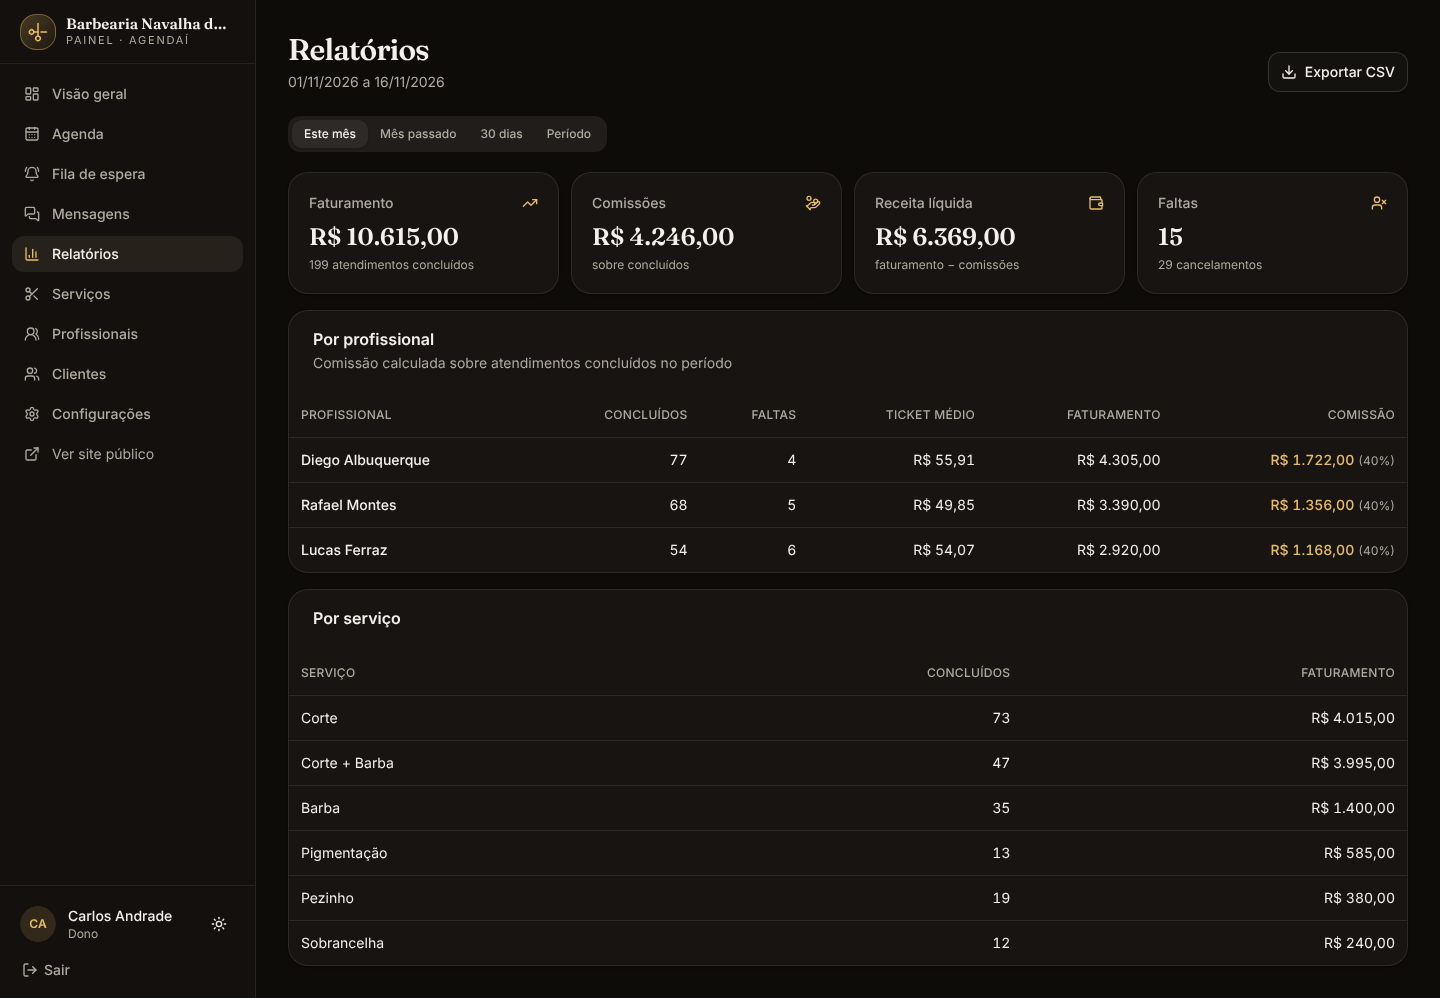 Barbearia Navalha d...
PAINEL · AGENDAÍ
Visão geral
Agenda
Fila de espera
Mensagens
Relatórios
Serviços
Profissionais
Clientes
Configurações
Ver site público
CA
Carlos Andrade
Dono
Sair
Relatórios
01/11/2026 a 16/11/2026
Exportar CSV
Este mês Mês passado 30 dias Período
Faturamento
R$ 10.615,00
199 atendimentos concluídos
Comissões
R$ 4.246,00
sobre concluídos
Receita líquida
R$ 6.369,00
faturamento − comissões
Faltas
15
29 cancelamentos
Por profissional
Comissão calculada sobre atendimentos concluídos no período
PROFISSIONAL CONCLUÍDOS FALTAS TICKET MÉDIO FATURAMENTO COMISSÃO
Diego Albuquerque 77 4 R$ 55,91 R$ 4.305,00 R$ 1.722,00 (40%)
Rafael Montes 68 5 R$ 49,85 R$ 3.390,00 R$ 1.356,00 (40%)
Lucas Ferraz 54 6 R$ 54,07 R$ 2.920,00 R$ 1.168,00 (40%)
Por serviço
SERVIÇO CONCLUÍDOS FATURAMENTO
Corte 73 R$ 4.015,00
Corte + Barba 47 R$ 3.995,00
Barba 35 R$ 1.400,00
Pigmentação 13 R$ 585,00
Pezinho 19 R$ 380,00
Sobrancelha 12 R$ 240,00